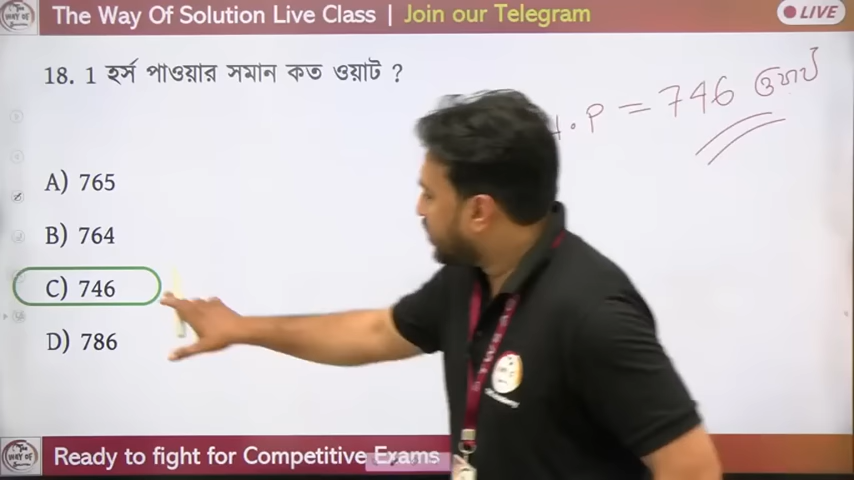 The Way Of Solution Live Class | Join our Telegram
LIVE
18. 1 হর্স পাওয়ার সমান কত ওয়াট ?
H.P = 746 ওয়াট
A) 765
B) 764
C) 746
D) 786
Ready to fight for Competitive Exams